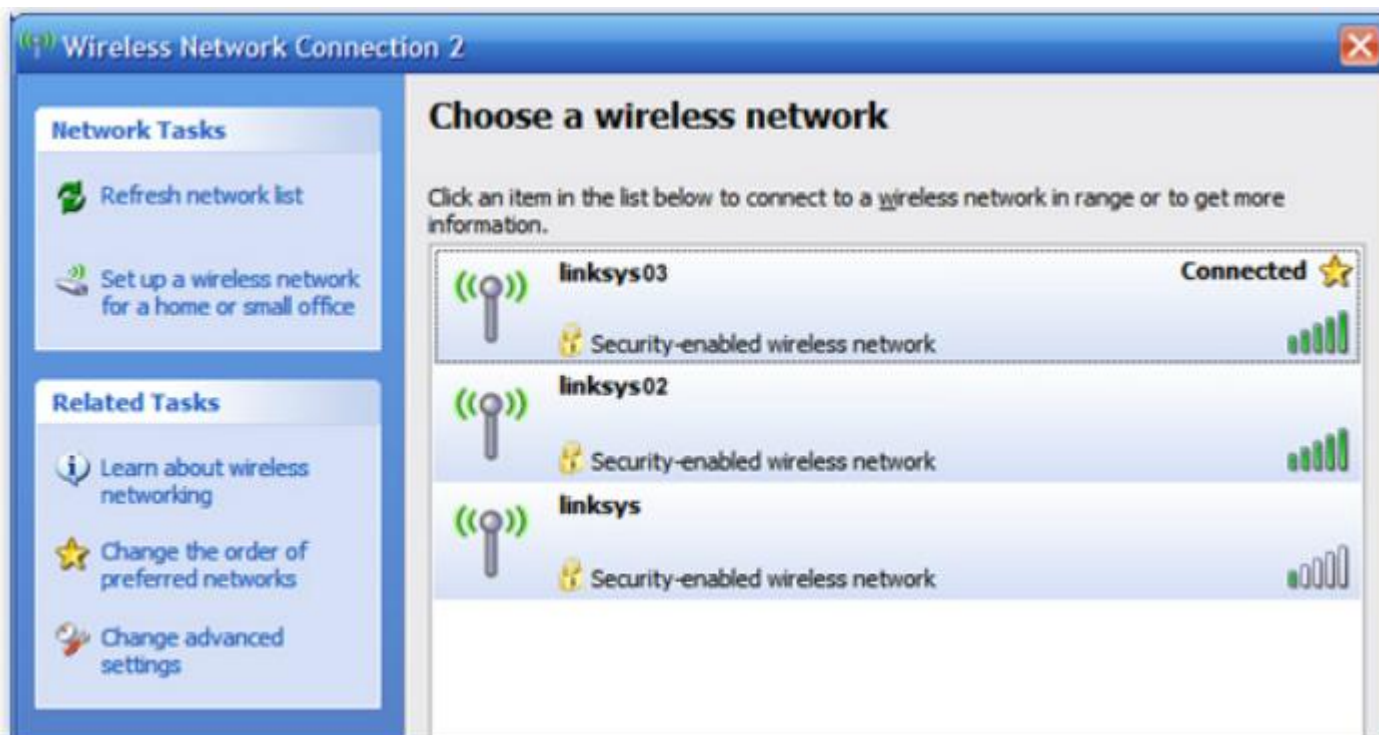 Wireless Network Connection 2
Network Tasks
Refresh network list
Set up a wireless network
for a home or small office
Related Tasks
Learn about wireless
networking
Change the order of
preferred networks
Change advanced
settings
Choose a wireless network
Click an item in the list below to connect to a wireless network in range or to get more
information.
linksys03
Connected
Security-enabled wireless network
linksys02
Security-enabled wireless network
linksys
Security-enabled wireless network